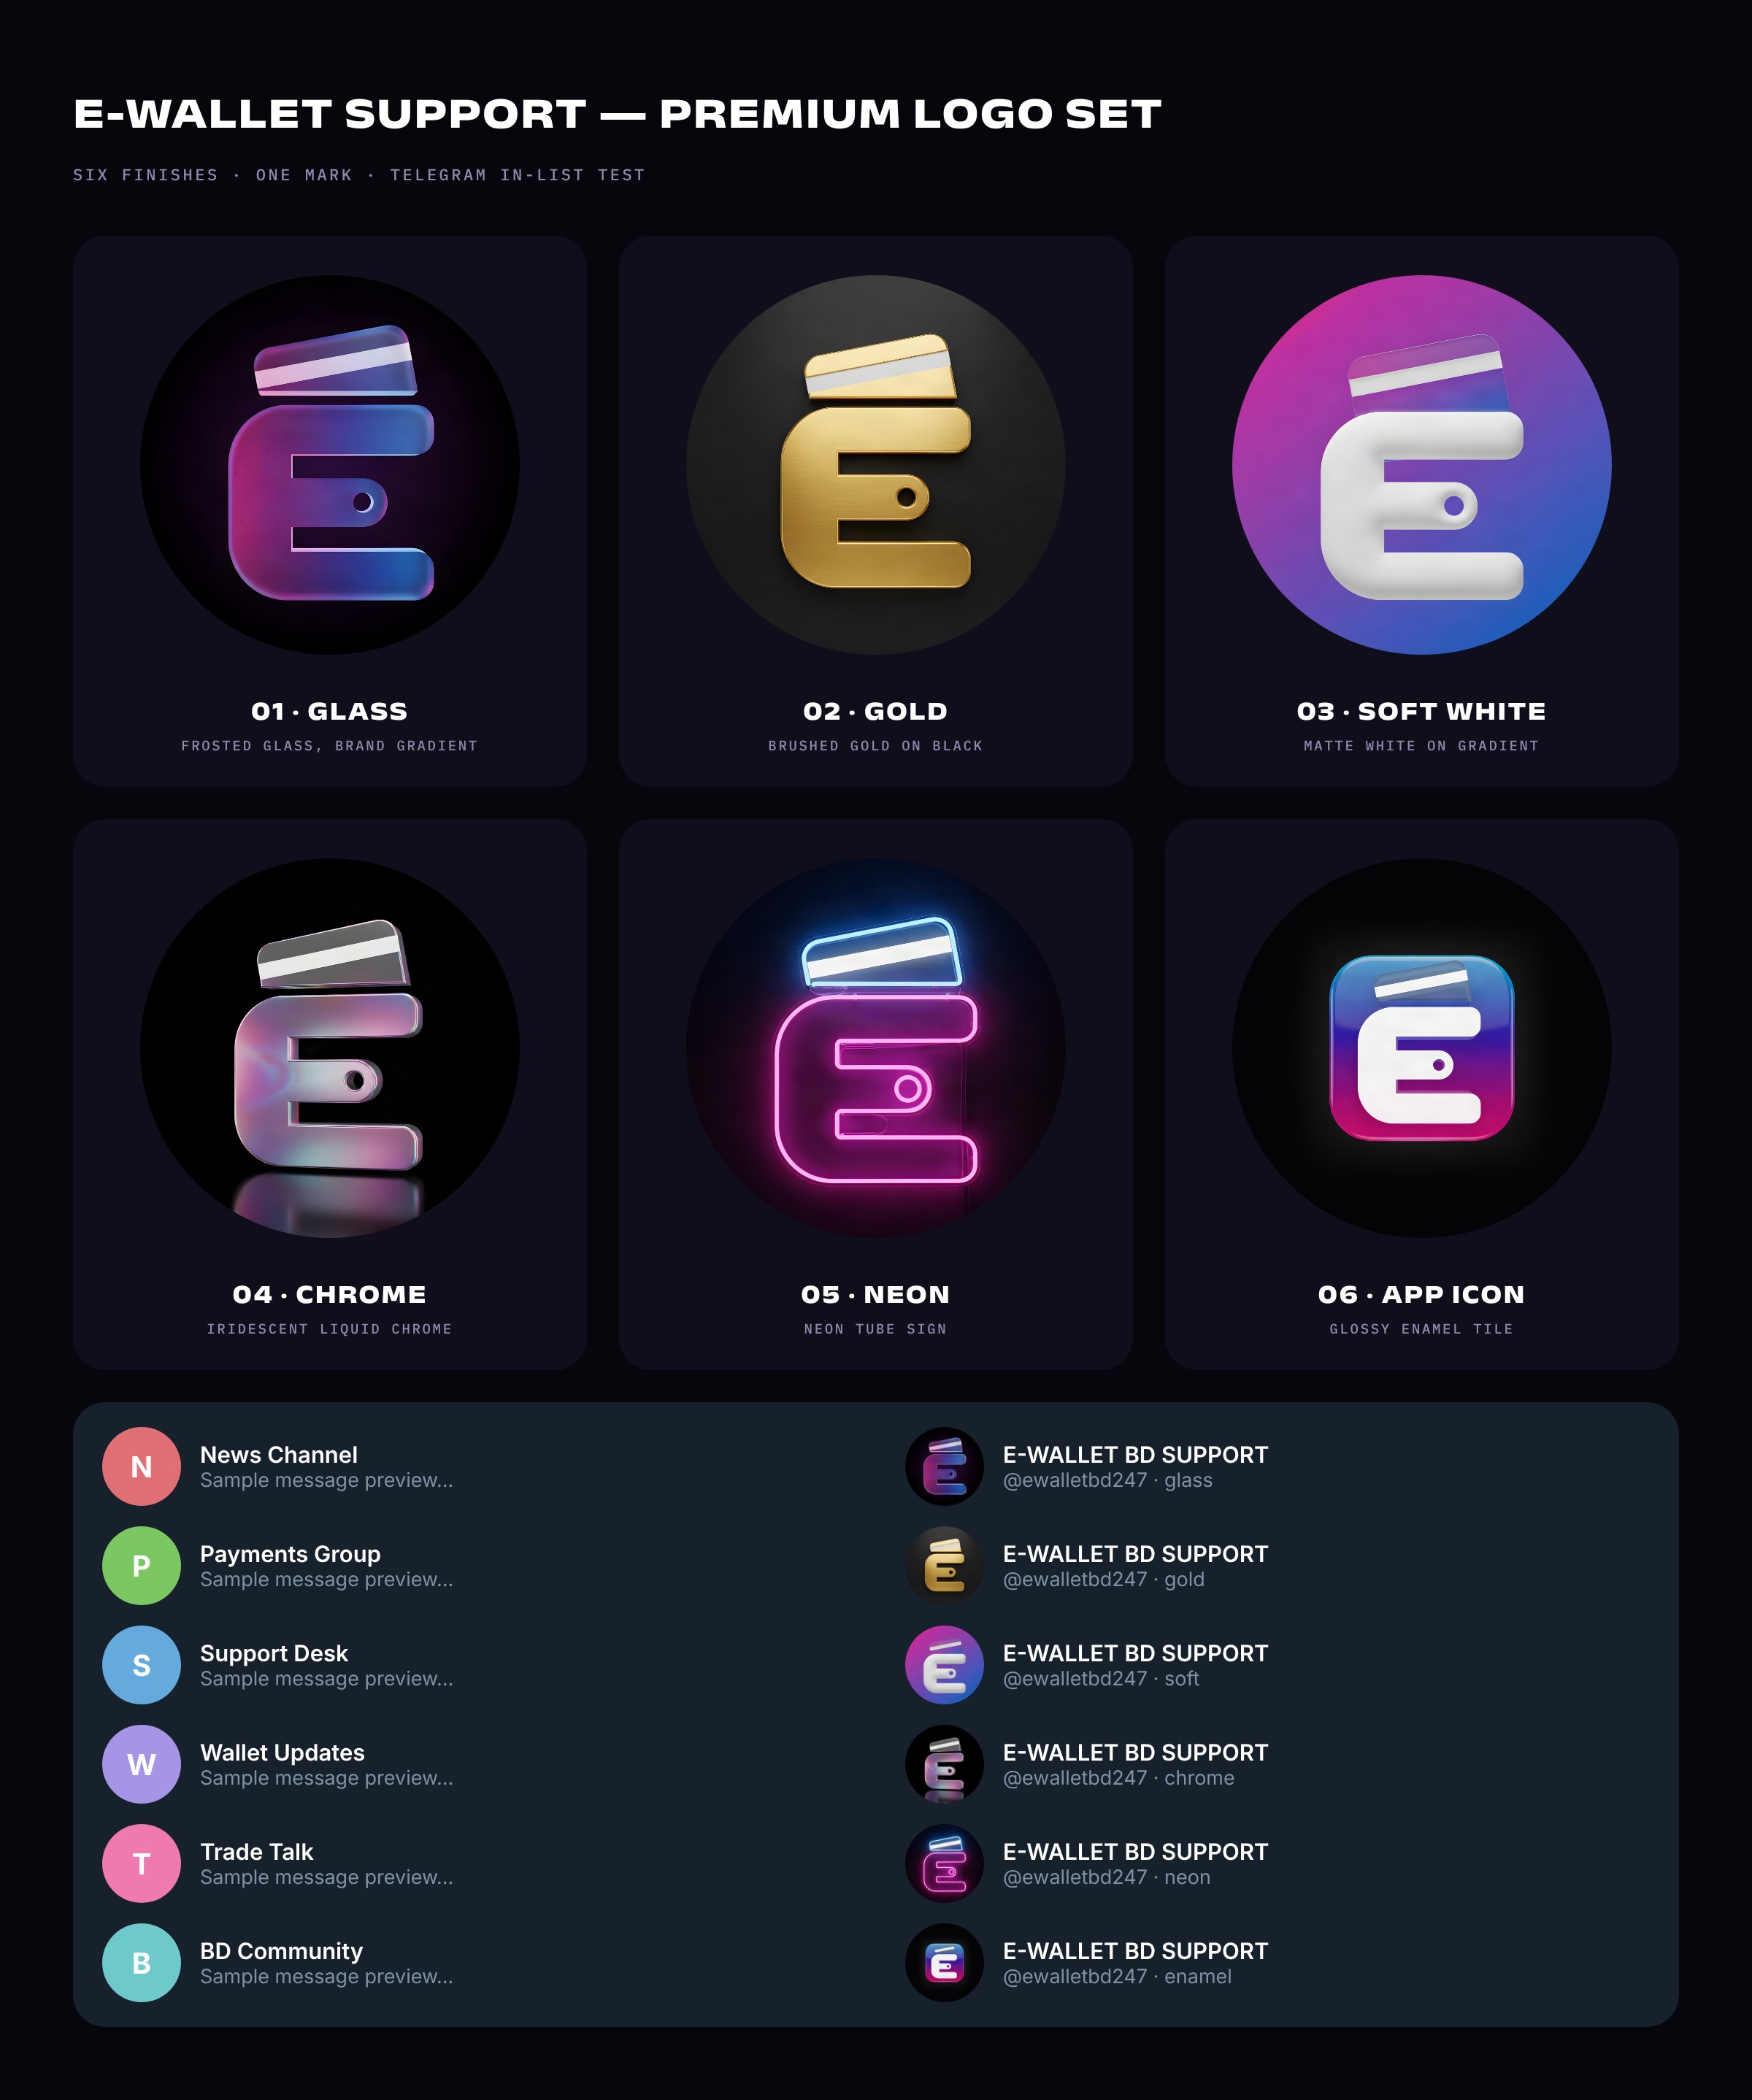 E-WALLET SUPPORT — PREMIUM LOGO SET
SIX FINISHES · ONE MARK · TELEGRAM IN-LIST TEST
E
01 · GLASS
FROSTED GLASS, BRAND GRADIENT
E
02 · GOLD
BRUSHED GOLD ON BLACK
E
03 · SOFT WHITE
MATTE WHITE ON GRADIENT
E
04 · CHROME
IRIDESCENT LIQUID CHROME
E
05 · NEON
NEON TUBE SIGN
E
06 · APP ICON
GLOSSY ENAMEL TILE
N
News Channel
Sample message preview...
P
Payments Group
Sample message preview...
S
Support Desk
Sample message preview...
W
Wallet Updates
Sample message preview...
T
Trade Talk
Sample message preview...
B
BD Community
Sample message preview...
E
E-WALLET BD SUPPORT
@ewalletbd247 · glass
E
E-WALLET BD SUPPORT
@ewalletbd247 · gold
E
E-WALLET BD SUPPORT
@ewalletbd247 · soft
E
E-WALLET BD SUPPORT
@ewalletbd247 · chrome
E
E-WALLET BD SUPPORT
@ewalletbd247 · neon
E
E-WALLET BD SUPPORT
@ewalletbd247 · enamel